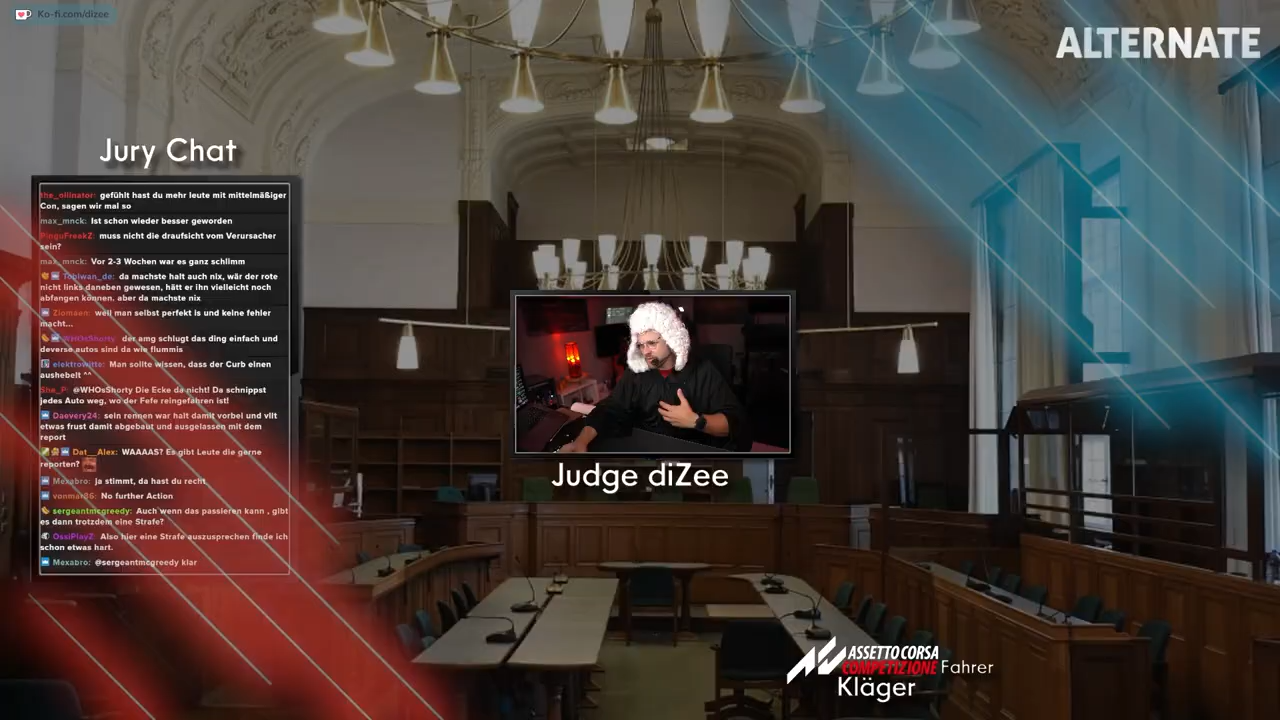 Ko-fi.com/dizee
ALTERNATE
Jury Chat
the_ollinator: gefühlt hast du mehr leute mit mittelmäßiger
Con, sagen wir mal so
max_mnck: Ist schon wieder besser geworden
PinguFreakZ: muss nicht die draufsicht vom Verursacher
sein?
max_mnck: Vor 2-3 Wochen war es ganz schlimm
Tobiwan_de: da machste halt auch nix, wär der rote
nicht links daneben gewesen, hätt er ihn vielleicht noch
abfangen können. aber da machste nix
Ziomaen: weil man selbst perfekt is und keine fehler
macht...
WHOsShorty: der amg schlugt das ding einfach und
deverse autos sind da wie flummis
elektrowitte: Man sollte wissen, dass der Curb einen
aushebelt ^^
She_P: @WHOsShorty Die Ecke da nicht! Da schnippst
jedes Auto weg, wo der Fefe reingefahren ist!
Daevery24: sein rennen war halt damit vorbei und vllt
etwas frust damit abgebaut und ausgelassen mit dem
report
Dat__Alex: WAAAAS? Es gibt Leute die gerne
reporten?
Mexabro: ja stimmt, da hast du recht
vonmar86: No further Action
sergeantmcgreedy: Auch wenn das passieren kann , gibt
es dann trotzdem eine Strafe?
OssiPlayZ: Also hier eine Strafe auszusprechen finde ich
schon etwas hart.
Mexabro: @sergeantmcgreedy klar
Judge diZee
ASSETTO CORSA
COMPETIZIONE Fahrer
Kläger